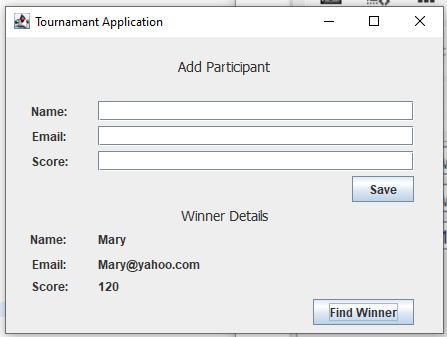 Tournamant Application
Add Participant
Name:
Email:
Score:
Save
Winner Details
Name: Mary
Email: Mary@yahoo.com
Score: 120
Find Winner